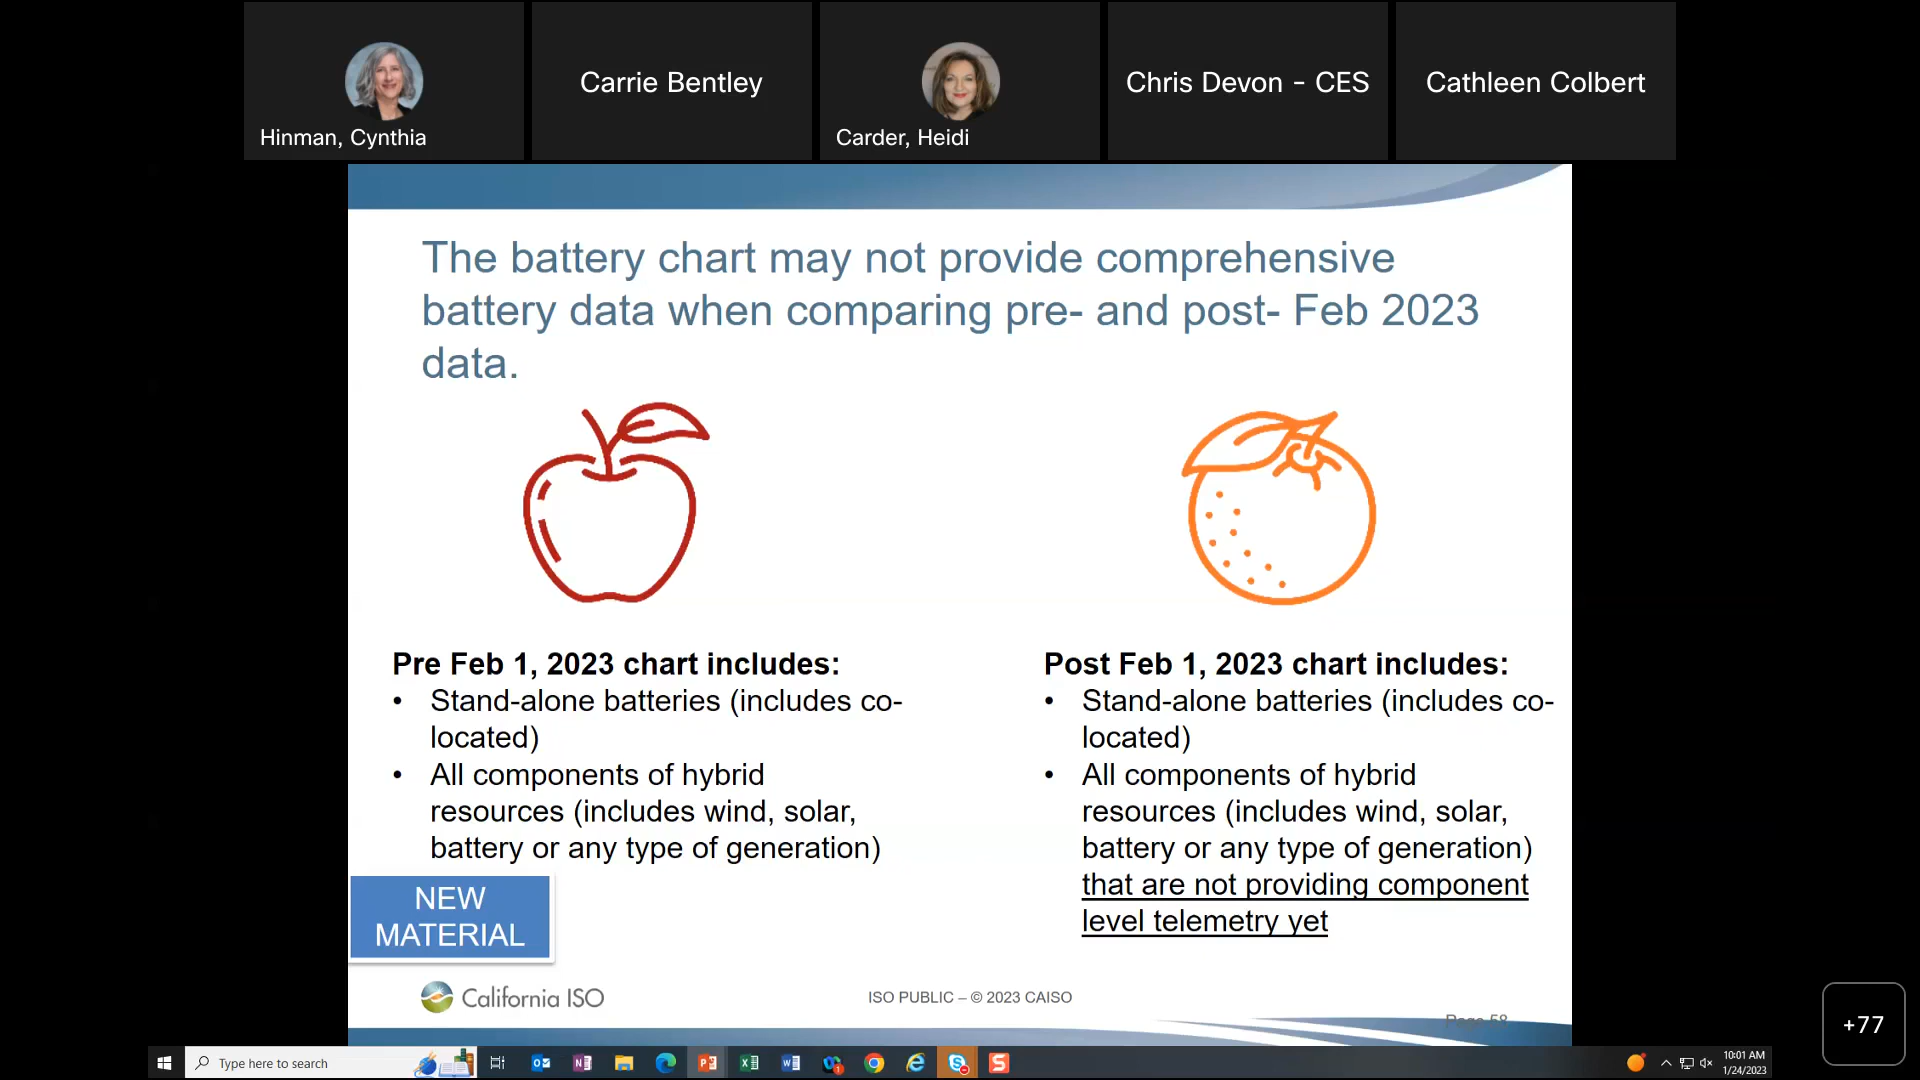 Hinman, Cynthia
Carrie Bentley
Carder, Heidi
Chris Devon - CES
Cathleen Colbert
The battery chart may not provide comprehensive
battery data when comparing pre- and post- Feb 2023
data.
Pre Feb 1, 2023 chart includes:
• Stand-alone batteries (includes co-
located)
• All components of hybrid
resources (includes wind, solar,
battery or any type of generation)
Post Feb 1, 2023 chart includes:
• Stand-alone batteries (includes co-
located)
• All components of hybrid
resources (includes wind, solar,
battery or any type of generation)
that are not providing component
level telemetry yet
NEW
MATERIAL
California ISO
ISO PUBLIC – © 2023 CAISO
Page 58
+77
Type here to search
10:01 AM
1/24/2023